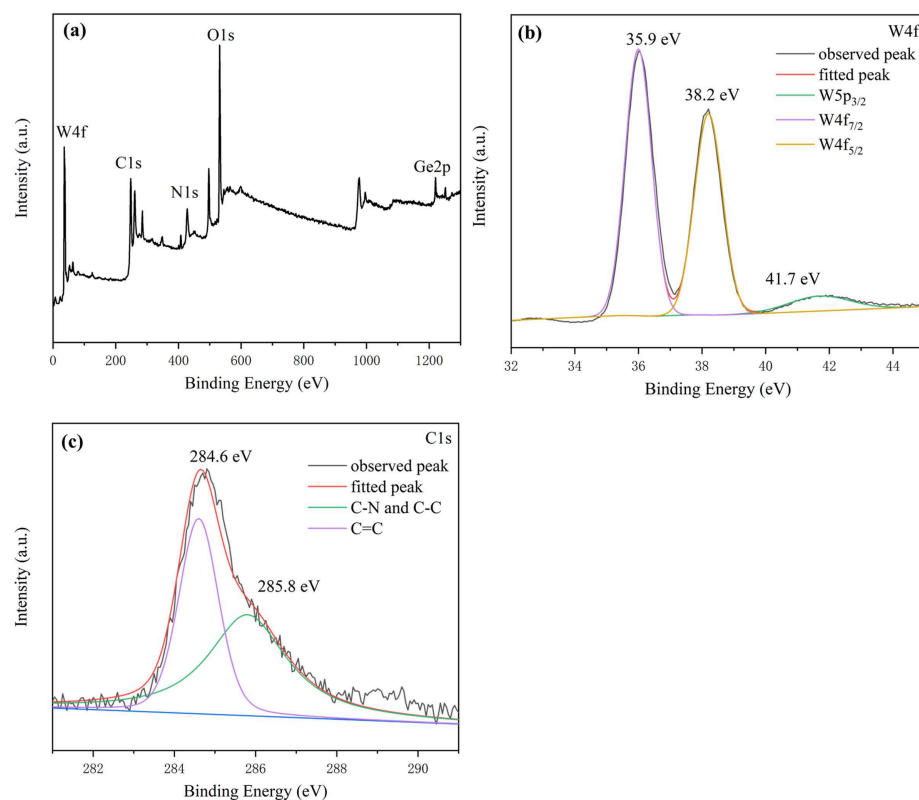 (a)
O1s
W4f
C1s
N1s
Ge2p
Intensity (a.u.)
0 200 400 600 800 1000 1200
Binding Energy (eV)
(b)
W4f
35.9 eV
38.2 eV
41.7 eV
observed peak
fitted peak
W5p3/2
W4f7/2
W4f5/2
Intensity (a.u.)
32 34 36 38 40 42 44
Binding Energy (eV)
(c)
C1s
284.6 eV
285.8 eV
observed peak
fitted peak
C-N and C-C
C=C
Intensity (a.u.)
282 284 286 288 290
Binding Energy (eV)